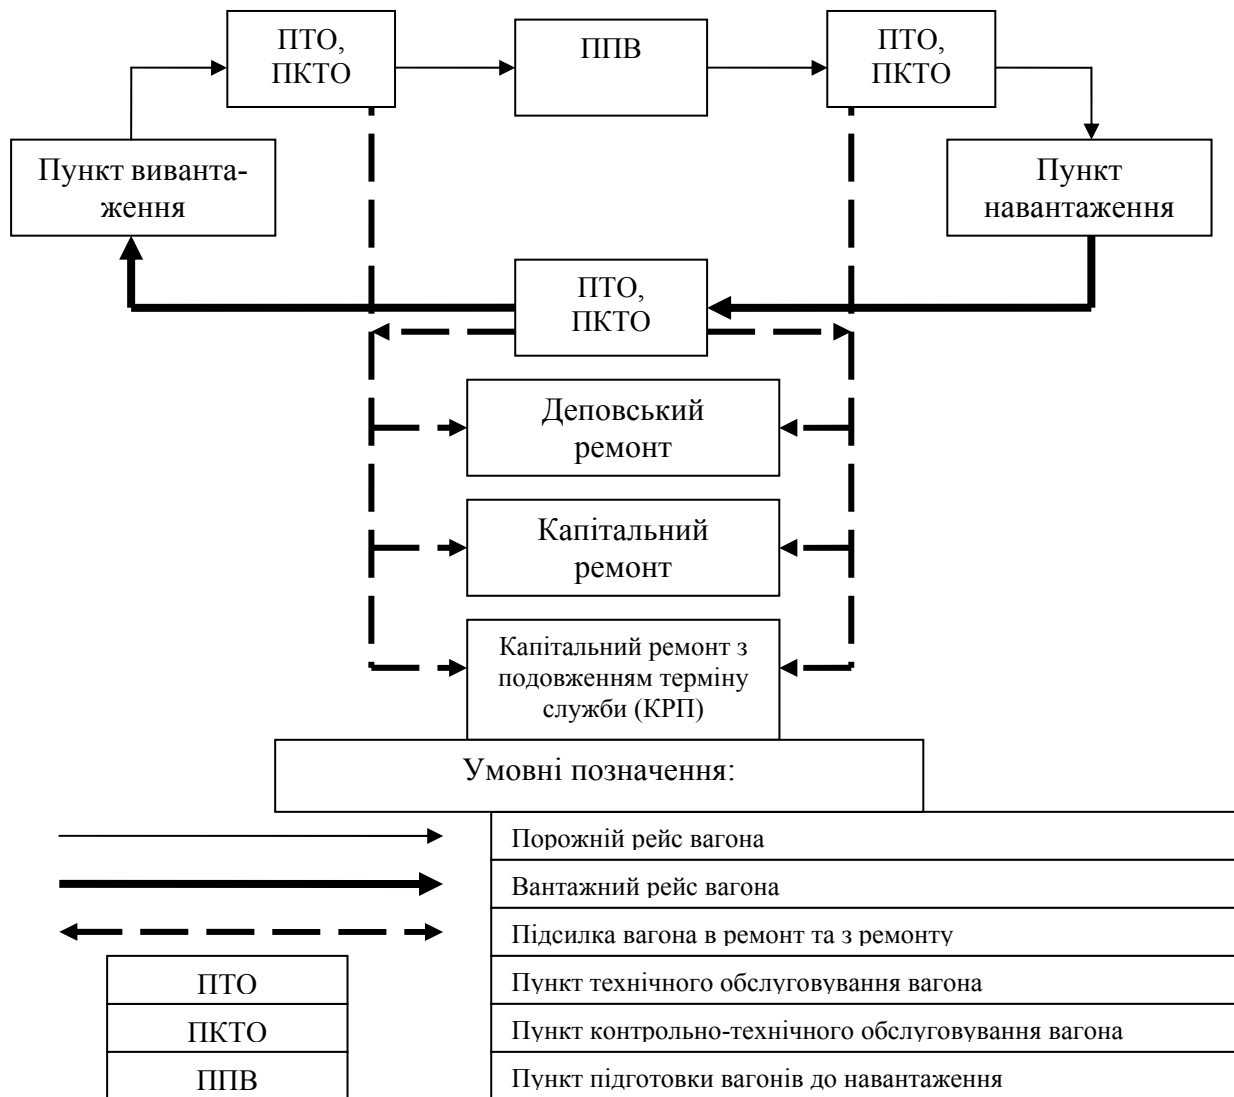 ПТО,
ПКТО
ППВ
ПТО,
ПКТО
Пункт виванта-
ження
Пункт
навантаження
ПТО,
ПКТО
Деповський
ремонт
Капітальний
ремонт
Капітальний ремонт з
подовженням терміну
служби (КРП)
Умовні позначення:
Порожній рейс вагона
Вантажний рейс вагона
Підсилка вагона в ремонт та з ремонту
ПТО
Пункт технічного обслуговування вагона
ПКТО
Пункт контрольно-технічного обслуговування вагона
ППВ
Пункт підготовки вагонів до навантаження